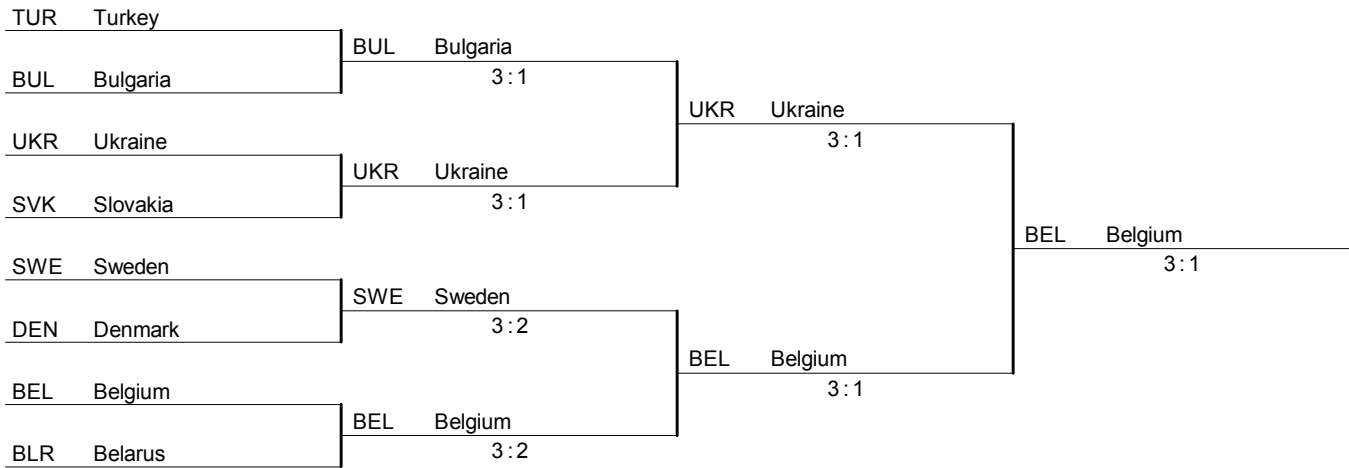 TUR Turkey
BUL Bulgaria
3 : 1
BUL Bulgaria
UKR Ukraine
3 : 1
UKR Ukraine
UKR Ukraine
3 : 1
SVK Slovakia
BEL Belgium
3 : 1
SWE Sweden
SWE Sweden
3 : 2
DEN Denmark
BEL Belgium
3 : 1
BEL Belgium
BEL Belgium
3 : 2
BLR Belarus